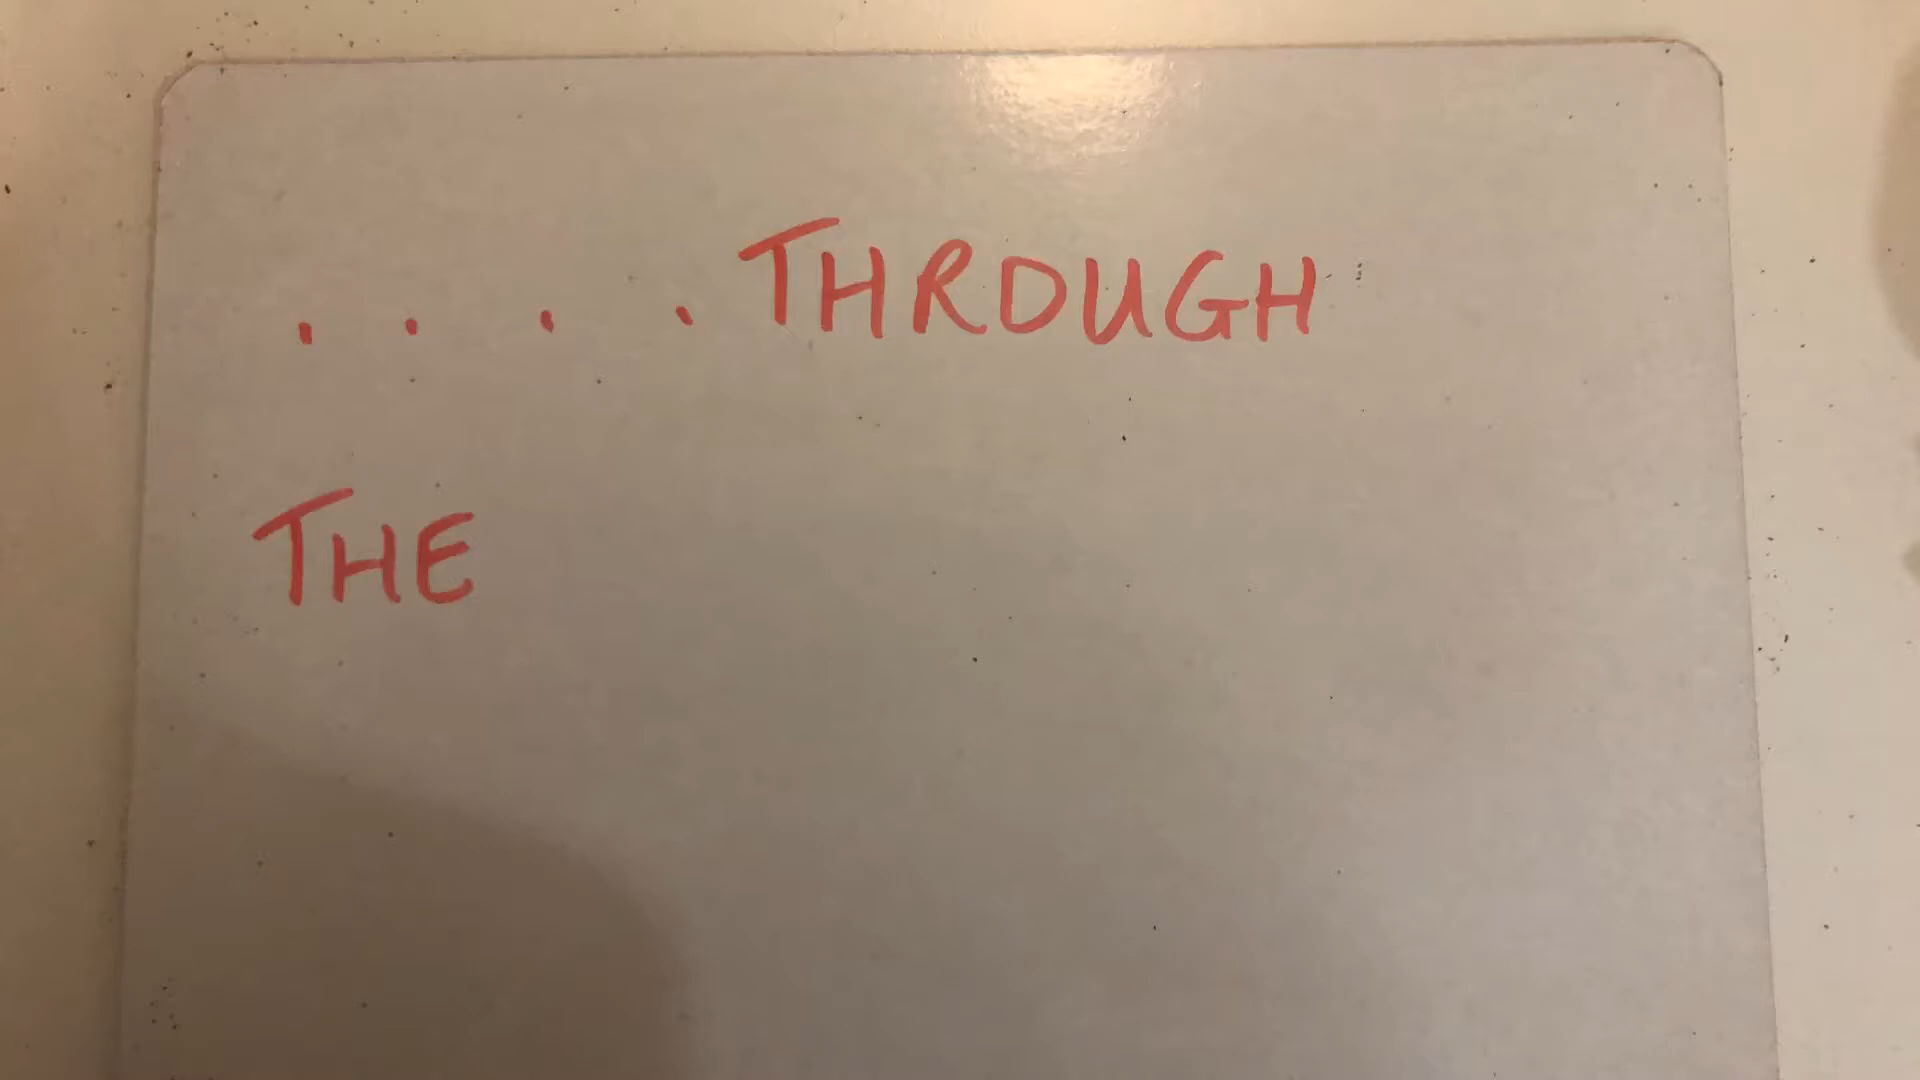 . . . . THROUGH
THE